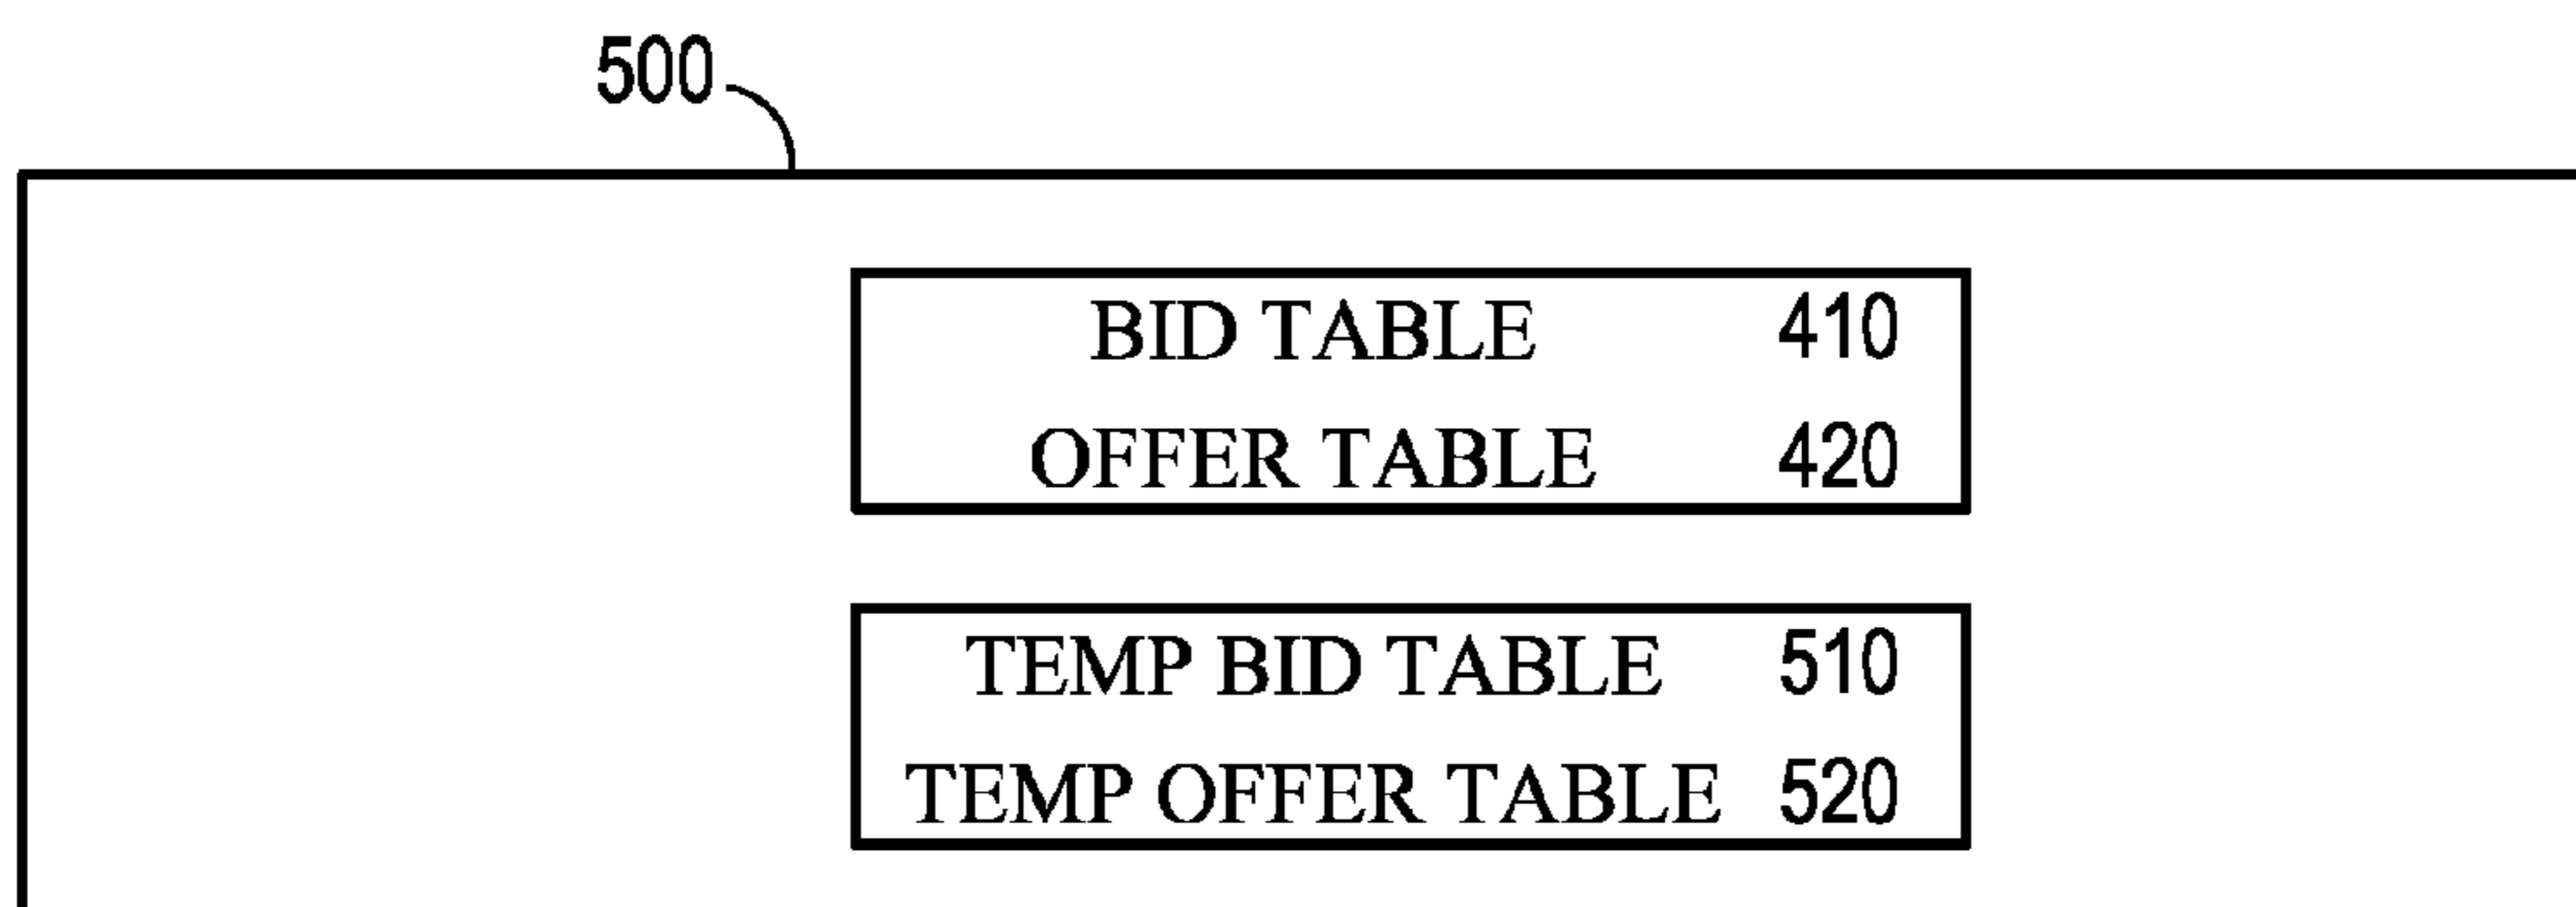 500
BID TABLE 410
OFFER TABLE 420
TEMP BID TABLE 510
TEMP OFFER TABLE 520